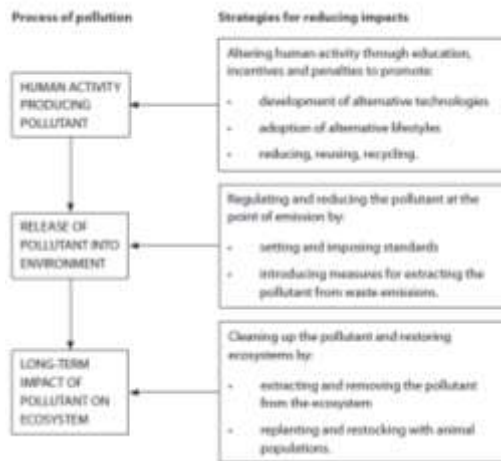 Process of pollution
Strategies for reducing impacts
HUMAN ACTIVITY
PRODUCING
POLLUTANT
Altering human activity through education,
incentives and penalties to promote:
- development of alternative technologies
- adoption of alternative lifestyles
- reducing, reusing, recycling.
RELEASE OF
POLLUTANT INTO
ENVIRONMENT
Regulating and reducing the pollutant at the
point of emission by:
- setting and imposing standards
- introducing measures for extracting the
pollutant from waste emissions.
LONG-TERM
IMPACT OF
POLLUTANT ON
ECOSYSTEM
Cleaning up the pollutant and restoring
ecosystems by:
- extracting and removing the pollutant
from the ecosystem
- replanting and restocking with animal
populations.